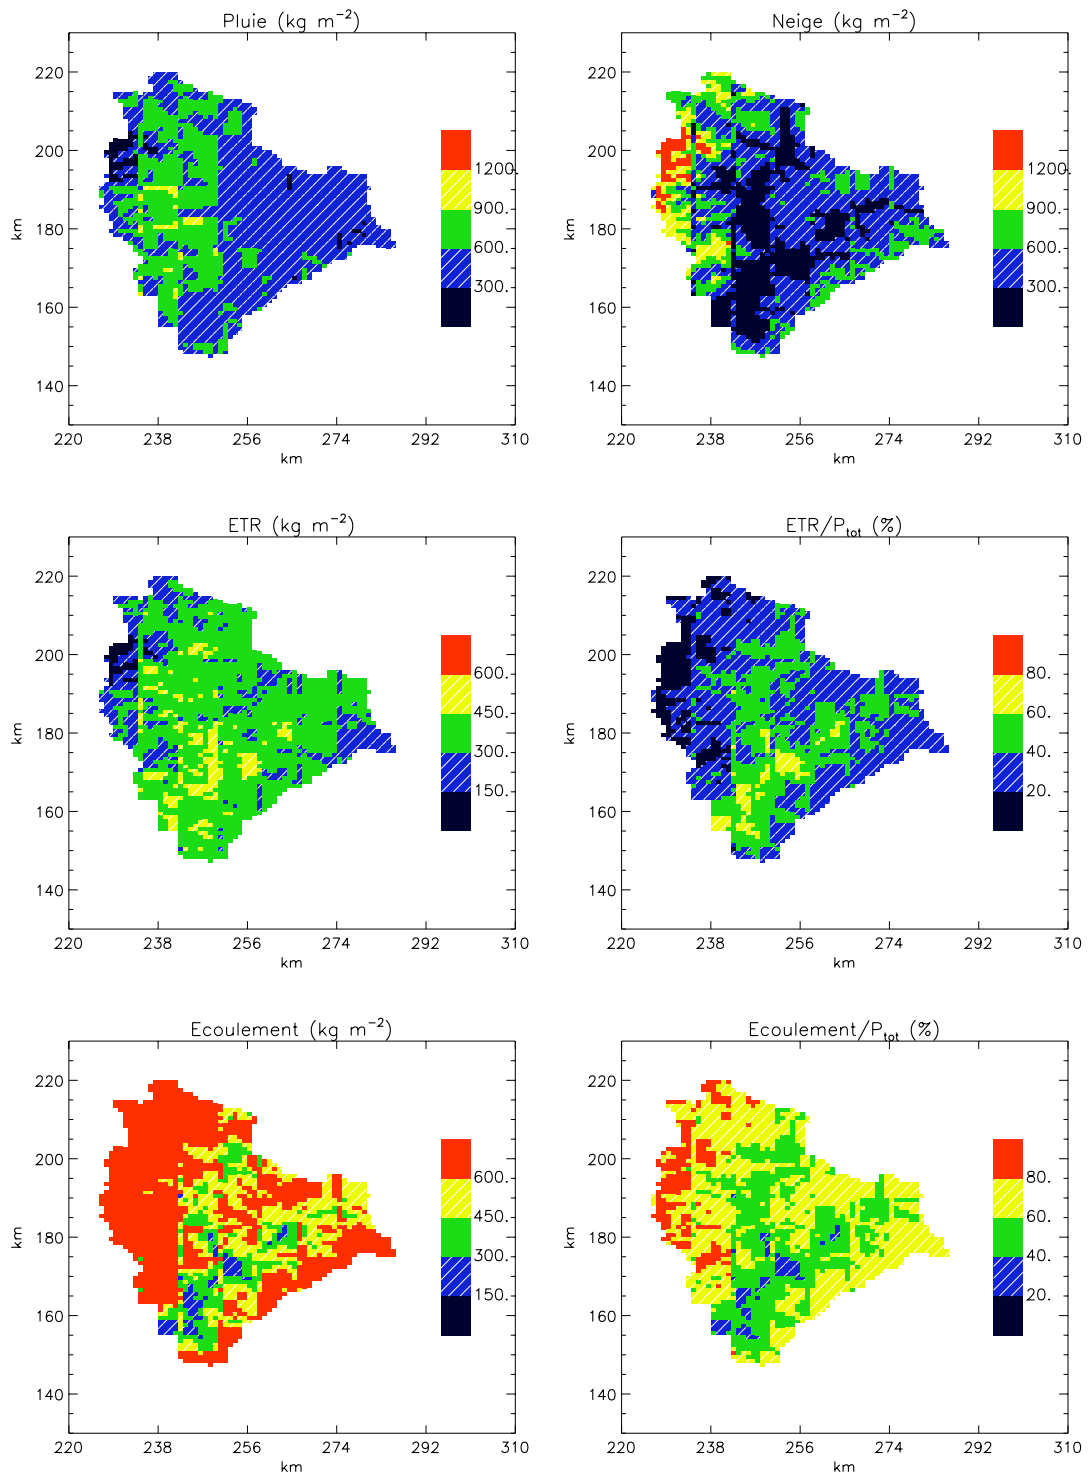 Pluie (kg m⁻²)
220
200
180
160
140
km
220 238 256 274 292 310
km
1200.
900.
600.
300.
Neige (kg m⁻²)
220
200
180
160
140
km
220 238 256 274 292 310
km
1200.
900.
600.
300.
ETR (kg m⁻²)
220
200
180
160
140
km
220 238 256 274 292 310
km
600.
450.
300.
150.
ETR/Ptot (%)
220
200
180
160
140
km
220 238 256 274 292 310
km
80.
60.
40.
20.
Ecoulement (kg m⁻²)
220
200
180
160
140
km
220 238 256 274 292 310
km
600.
450.
300.
150.
Ecoulement/Ptot (%)
220
200
180
160
140
km
220 238 256 274 292 310
km
80.
60.
40.
20.